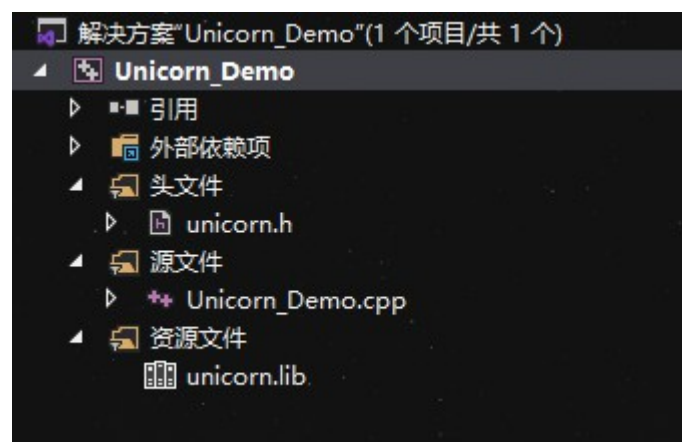 解决方案"Unicorn_Demo"(1 个项目/共 1 个)
Unicorn_Demo
引用
外部依赖项
头文件
unicorn.h
源文件
Unicorn_Demo.cpp
资源文件
unicorn.lib